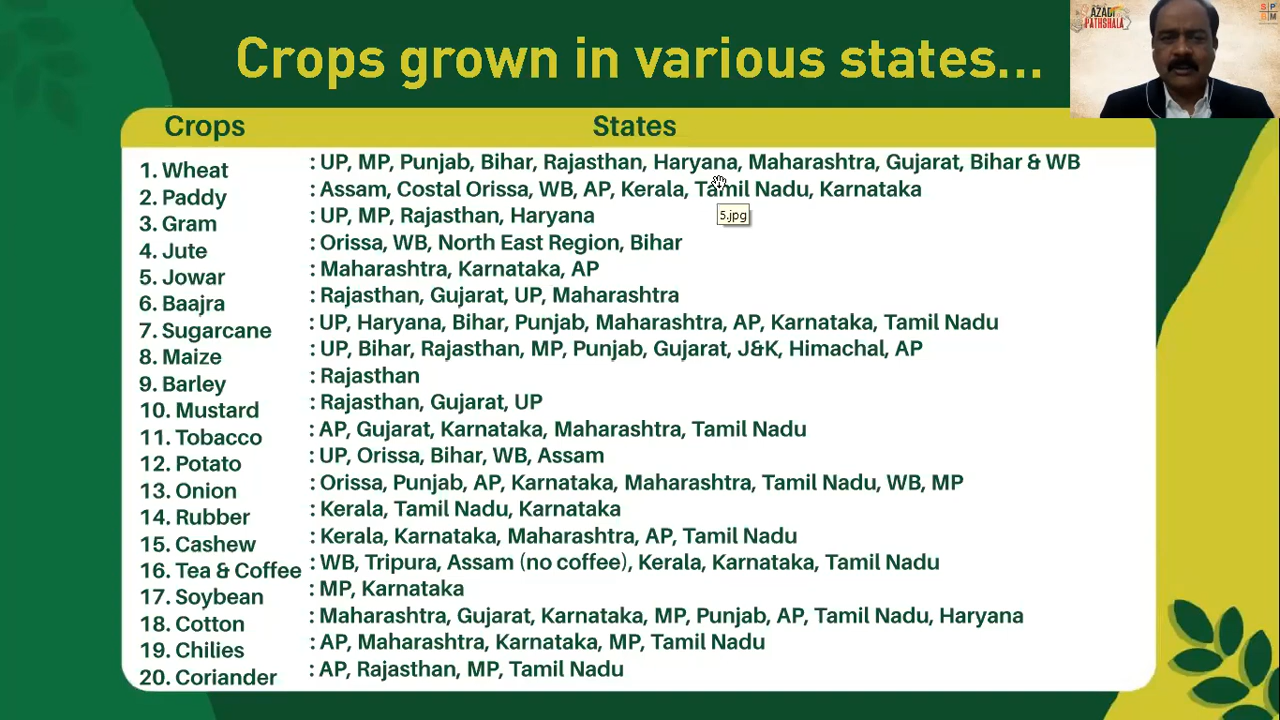 AZADI
PATHSHALA
S P
B M
Crops grown in various states...
Crops States
1. Wheat : UP, MP, Punjab, Bihar, Rajasthan, Haryana, Maharashtra, Gujarat, Bihar & WB
2. Paddy : Assam, Costal Orissa, WB, AP, Kerala, Tamil Nadu, Karnataka
3. Gram : UP, MP, Rajasthan, Haryana
5.jpg
4. Jute : Orissa, WB, North East Region, Bihar
5. Jowar : Maharashtra, Karnataka, AP
6. Baajra : Rajasthan, Gujarat, UP, Maharashtra
7. Sugarcane : UP, Haryana, Bihar, Punjab, Maharashtra, AP, Karnataka, Tamil Nadu
8. Maize : UP, Bihar, Rajasthan, MP, Punjab, Gujarat, J&K, Himachal, AP
9. Barley : Rajasthan
10. Mustard : Rajasthan, Gujarat, UP
11. Tobacco : AP, Gujarat, Karnataka, Maharashtra, Tamil Nadu
12. Potato : UP, Orissa, Bihar, WB, Assam
13. Onion : Orissa, Punjab, AP, Karnataka, Maharashtra, Tamil Nadu, WB, MP
14. Rubber : Kerala, Tamil Nadu, Karnataka
15. Cashew : Kerala, Karnataka, Maharashtra, AP, Tamil Nadu
16. Tea & Coffee : WB, Tripura, Assam (no coffee), Kerala, Karnataka, Tamil Nadu
17. Soybean : MP, Karnataka
18. Cotton : Maharashtra, Gujarat, Karnataka, MP, Punjab, AP, Tamil Nadu, Haryana
19. Chilies : AP, Maharashtra, Karnataka, MP, Tamil Nadu
20. Coriander : AP, Rajasthan, MP, Tamil Nadu